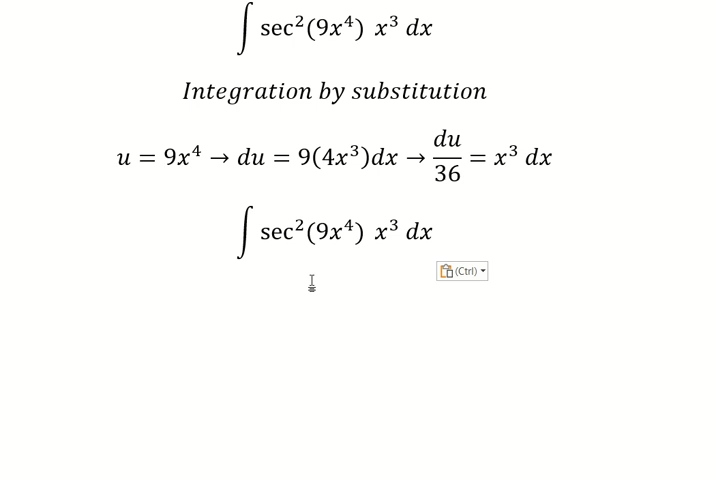 ∫ sec²(9x⁴) x³ dx
Integration by substitution
u = 9x⁴ → du = 9(4x³)dx → du/36 = x³ dx
∫ sec²(9x⁴) x³ dx
(Ctrl)